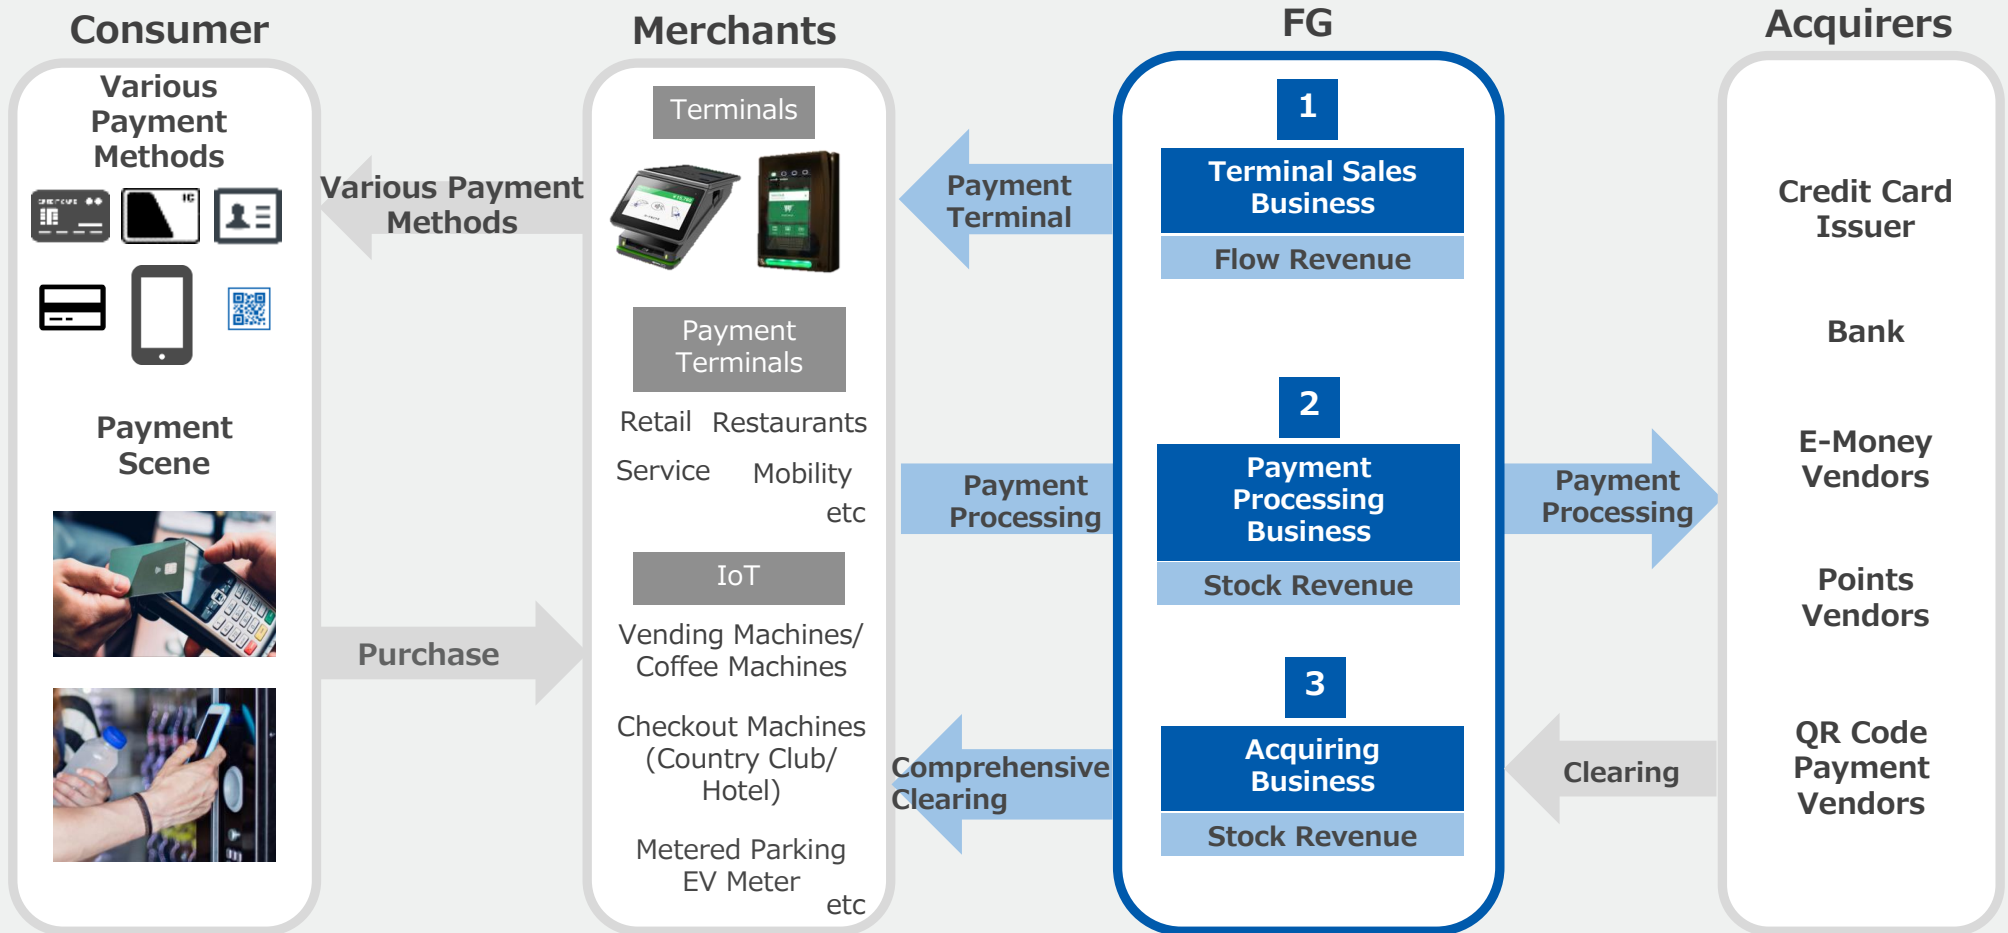 Consumer
Various
Payment
Methods
CREDIT CARD
IC
Payment
Scene
Various Payment
Methods
Purchase
Merchants
Terminals
Payment
Terminals
Retail Restaurants
Service Mobility
etc
IoT
Vending Machines/
Coffee Machines
Checkout Machines
(Country Club/
Hotel)
Metered Parking
EV Meter
etc
Payment
Terminal
Payment
Processing
Comprehensive
Clearing
FG
1
Terminal Sales
Business
Flow Revenue
2
Payment
Processing
Business
Stock Revenue
3
Acquiring
Business
Stock Revenue
Payment
Processing
Clearing
Acquirers
Credit Card
Issuer
Bank
E-Money
Vendors
Points
Vendors
QR Code
Payment
Vendors